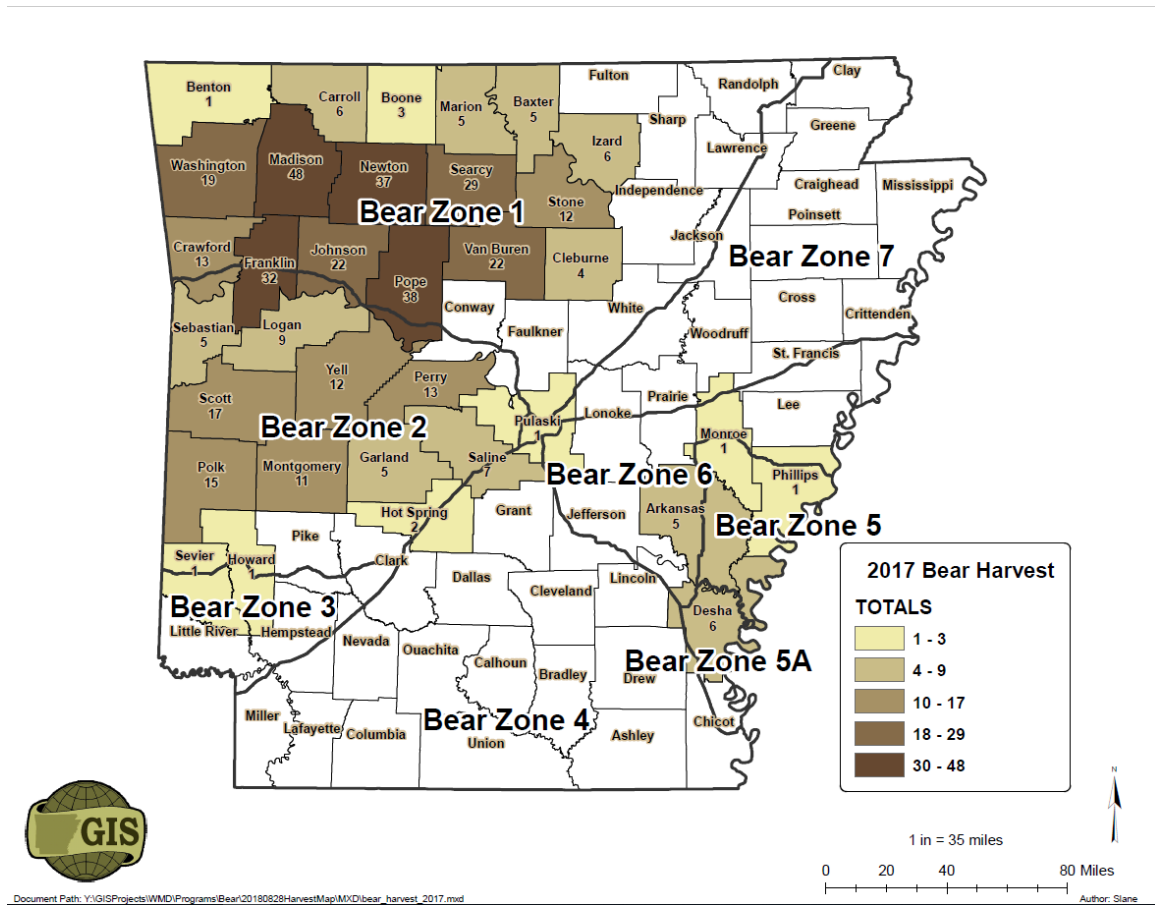 Benton
1
Carroll
6
Boone
3
Marion
5
Baxter
5
Fulton
Sharp
Randolph
Clay
Greene
Izard
6
Lawrence
Washington
19
Madison
48
Newton
37
Searcy
29
Stone
12
Independence
Craighead
Mississippi
Poinsett
Bear Zone 1
Jackson
Bear Zone 7
Crawford
13
Franklin
32
Johnson
22
Pope
38
Van Buren
22
Cleburne
4
Conway
Faulkner
White
Woodruff
Cross
Crittenden
St. Francis
Sebastian
5
Logan
9
Yell
12
Perry
13
Scott
17
Bear Zone 2
Pulaski
1
Lonoke
Prairie
Lee
Monroe
1
Polk
15
Montgomery
11
Garland
5
Saline
7
Bear Zone 6
Phillips
1
Hot Spring
2
Grant
Jefferson
Arkansas
5
Bear Zone 5
Pike
Clark
Sevier
1
Howard
1
Dallas
Cleveland
Lincoln
Desha
6
Bear Zone 3
Little River
Hempstead
Nevada
Ouachita
Calhoun
Bradley
Bear Zone 5A
Drew
Miller
Lafayette
Columbia
Bear Zone 4
Union
Ashley
Chicot
2017 Bear Harvest
TOTALS
1 - 3
4 - 9
10 - 17
18 - 29
30 - 48
GIS
N
1 in = 35 miles
0 20 40 80 Miles
Document Path: Y:\GISProjects\WMD\Programs\Bear\20180828HarvestMap\MXD\bear_harvest_2017.mxd
Author: Slane